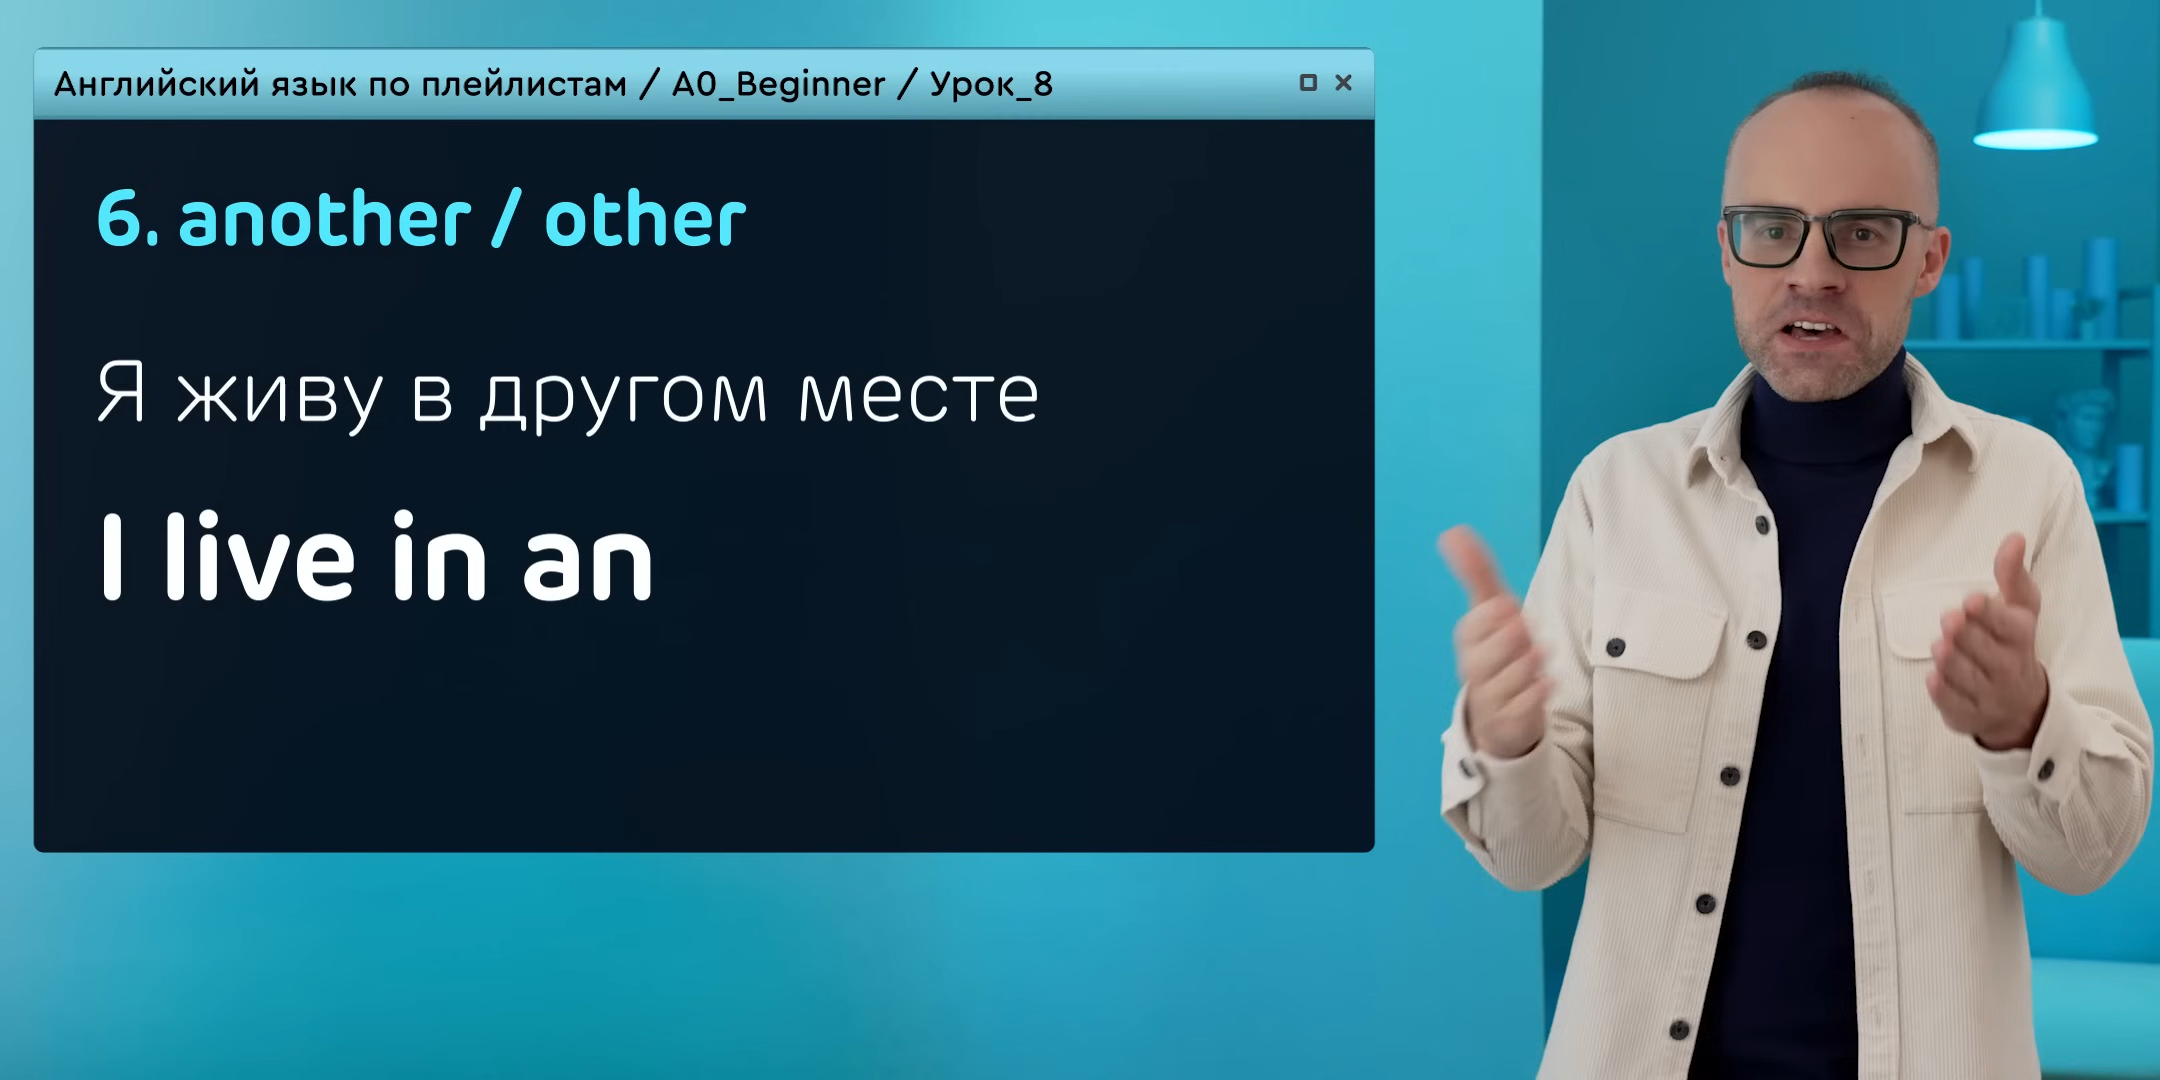 Английский язык по плейлистам / A0_Beginner / Урок_8
6. another / other
Я живу в другом месте
I live in an